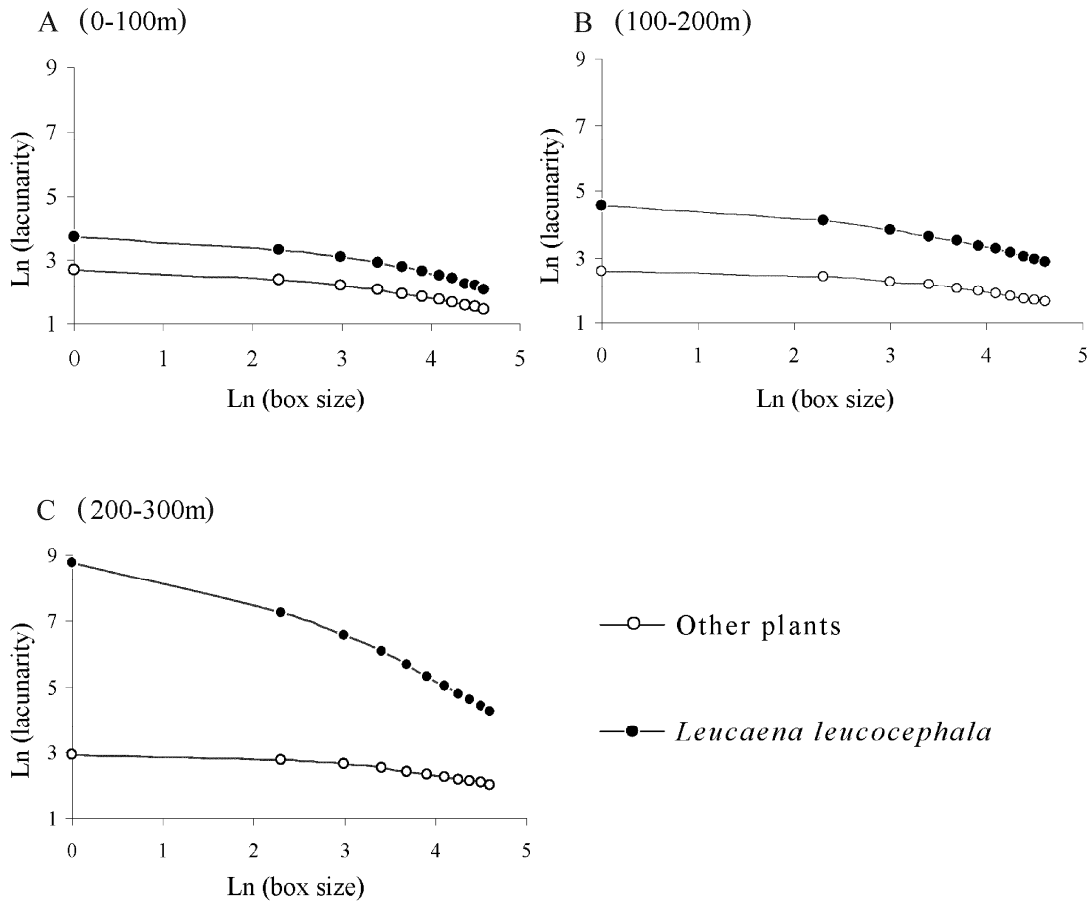 A (0-100m)
9
7
5
3
1
Ln (lacunarity)
0 1 2 3 4 5
Ln (box size)
B (100-200m)
9
7
5
3
1
Ln (lacunarity)
0 1 2 3 4 5
Ln (box size)
C (200-300m)
9
7
5
3
1
Ln (lacunarity)
0 1 2 3 4 5
Ln (box size)
Other plants
Leucaena leucocephala